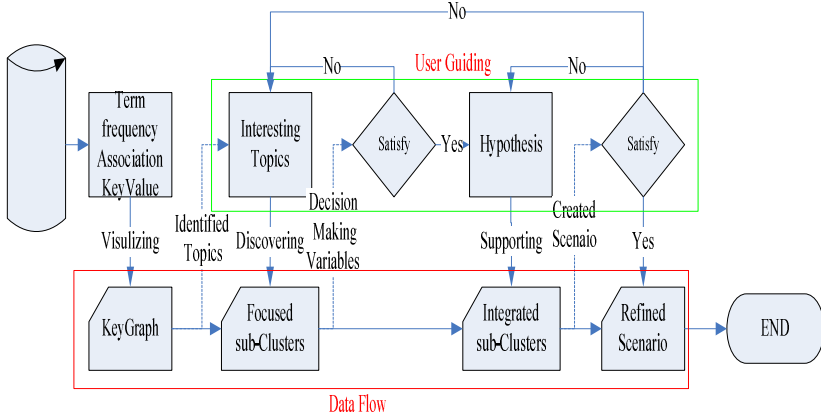 No
No
User Guiding
No
Term
frequency
Association
KeyValue
Interesting
Topics
Satisfy
Yes
Hypothesis
Satisfy
Identified
Topics
Decision
Making
Variables
Created
Scenaio
Visulizing
Discovering
Supporting
Yes
KeyGraph
Focused
sub-Clusters
Integrated
sub-Clusters
Refined
Scenario
END
Data Flow